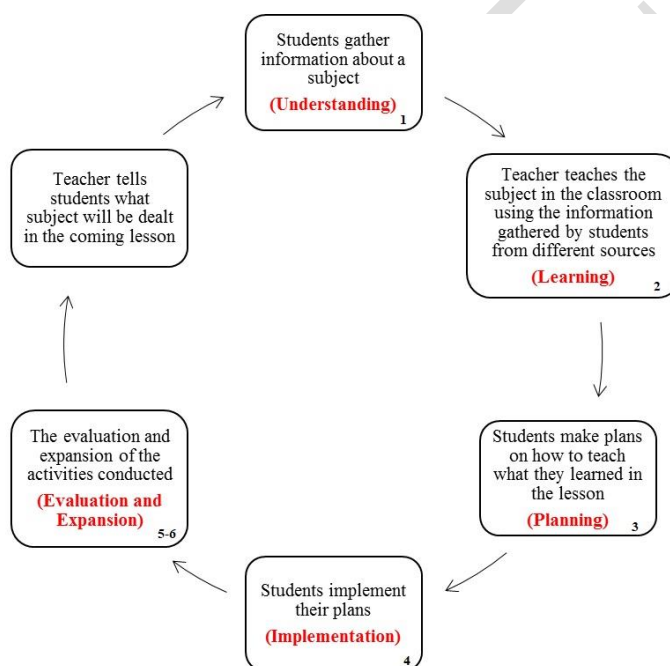 Students gather
information about a
subject
(Understanding)
1
Teacher teaches the
subject in the classroom
using the information
gathered by students
from different sources
(Learning)
2
Students make plans
on how to teach
what they learned in
the lesson
(Planning)
3
Students implement
their plans
(Implementation)
4
The evaluation and
expansion of the
activities conducted
(Evaluation and
Expansion)
5-6
Teacher tells
students what
subject will be dealt
in the coming lesson